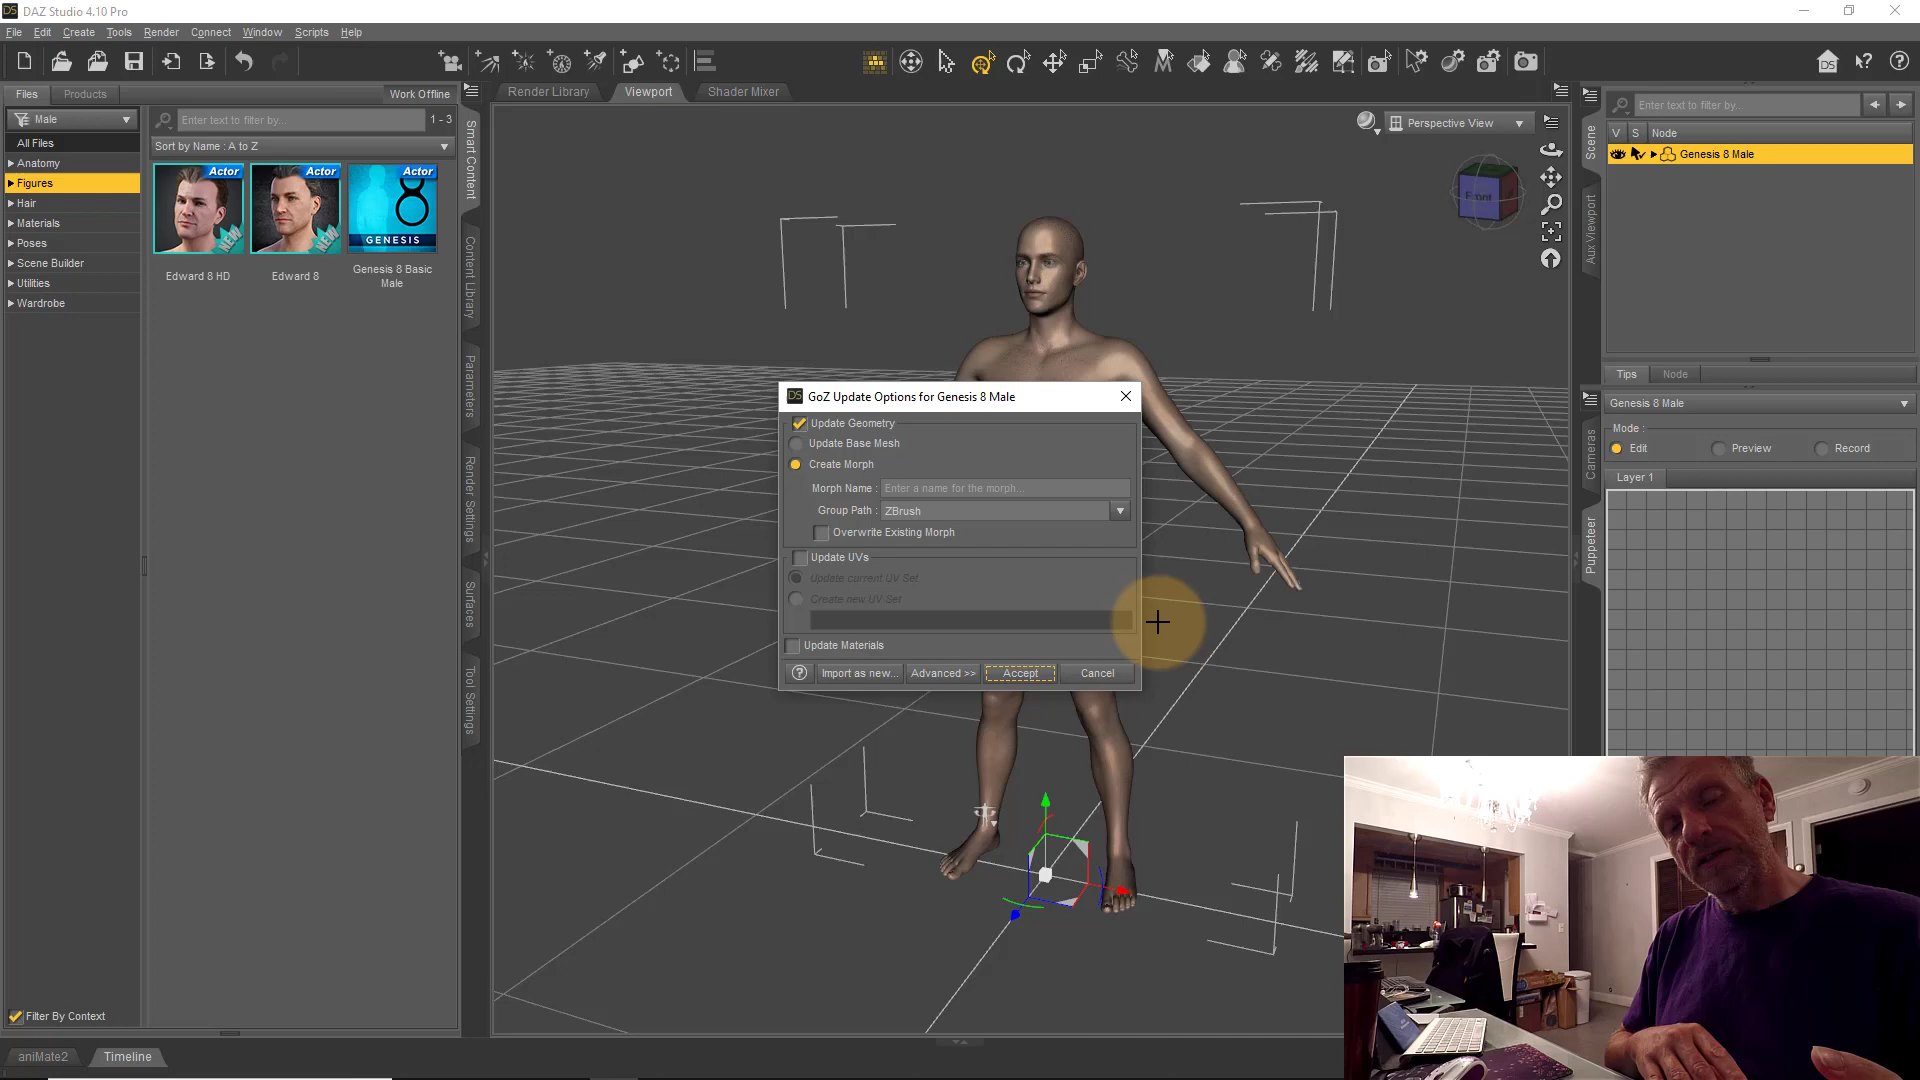 DAZ Studio 4.10 Pro
File Edit Create Tools Render Connect Window Scripts Help
Files Products Work Offline
Male
Enter text to filter by... 1 - 3
All Files
Sort by Name : A to Z
Anatomy
Figures
Hair
Materials
Poses
Scene Builder
Utilities
Wardrobe
Actor
NEW
Edward 8 HD
Actor
NEW
Edward 8
Actor
GENESIS
Genesis 8 Basic
Male
Filter By Context
aniMate2 Timeline
Smart Content
Content Library
Parameters
Render Settings
Surfaces
Tool Settings
Render Library Viewport Shader Mixer
Perspective View
Front
GoZ Update Options for Genesis 8 Male
Update Geometry
Update Base Mesh
Create Morph
Morph Name : Enter a name for the morph...
Group Path : ZBrush
Overwrite Existing Morph
Update UVs
Update current UV Set
Create new UV Set
Update Materials
Import as new... Advanced >> Accept Cancel
Scene
Aux Viewport
Cameras
Puppeteer
Enter text to filter by...
V S Node
Genesis 8 Male
Tips Node
Genesis 8 Male
Mode :
Edit Preview Record
Layer 1